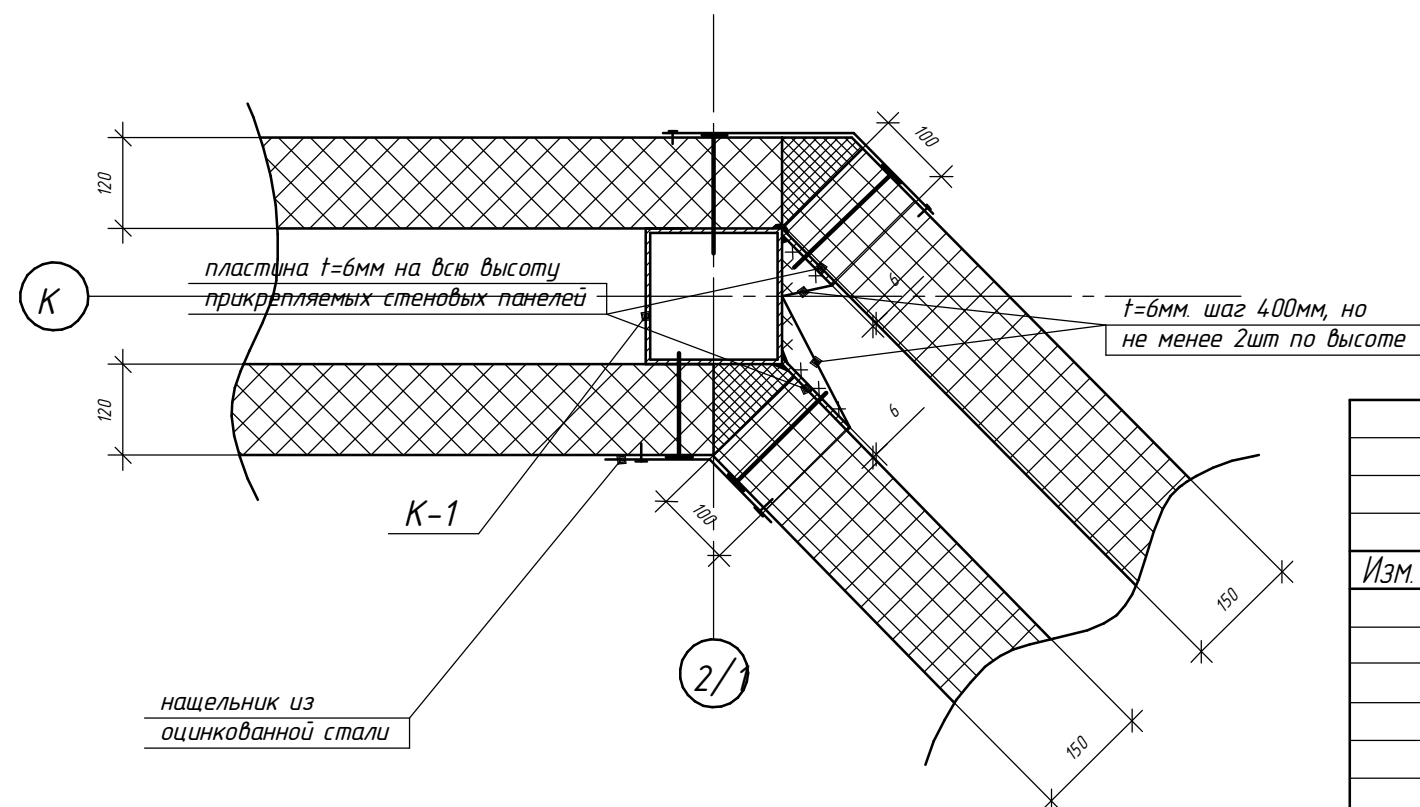 100
120
К
пластина t=6мм на всю высоту
прикрепляемых стеновых панелей
6
t=6мм. шаг 400мм, но
не менее 2шт по высоте
120
6
К-1
100
Изм.
150
2/1
нащельник из
оцинкованной стали
150